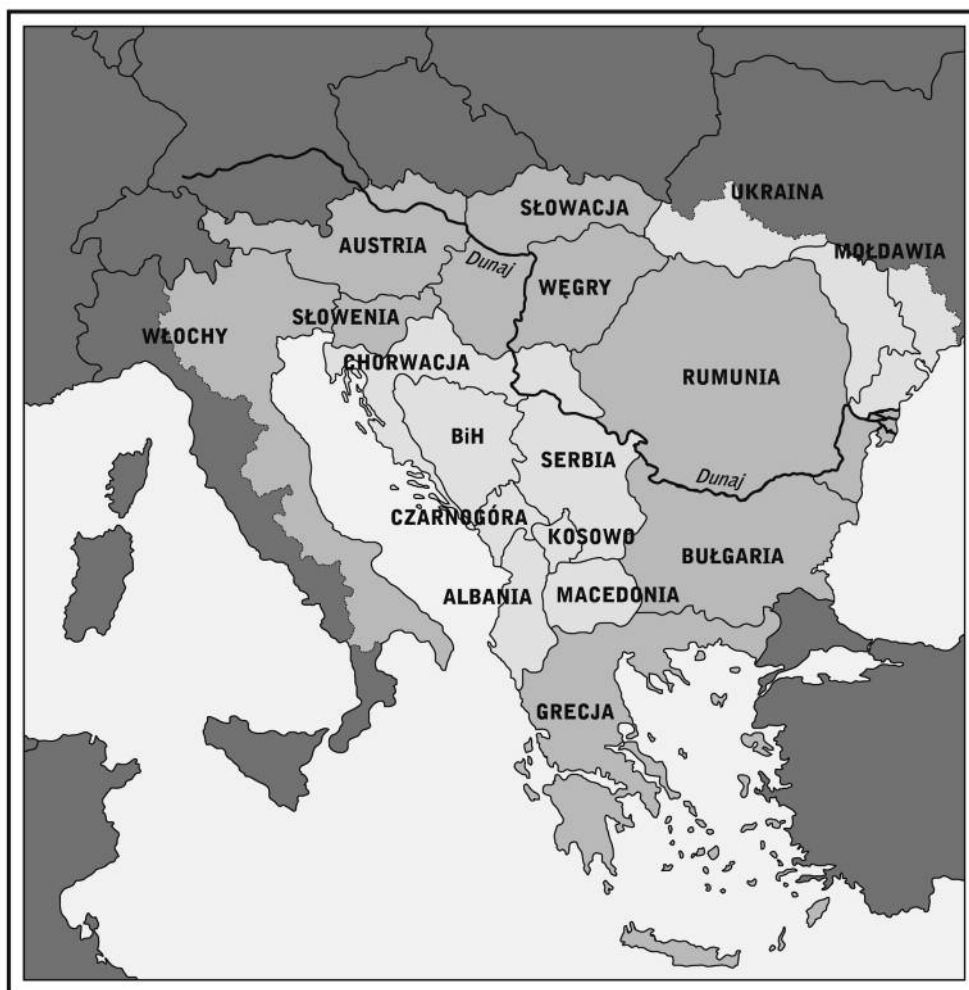 UKRAINA
SŁOWACJA
AUSTRIA
MOŁDAWIA
Dunaj
WĘGRY
SŁOWENIA
WŁOCHY
CHORWACJA
RUMUNIA
BiH
SERBIA
Dunaj
CZARNOGÓRA
KOSOWO
BUŁGARIA
ALBANIA
MACEDONIA
GRECJA